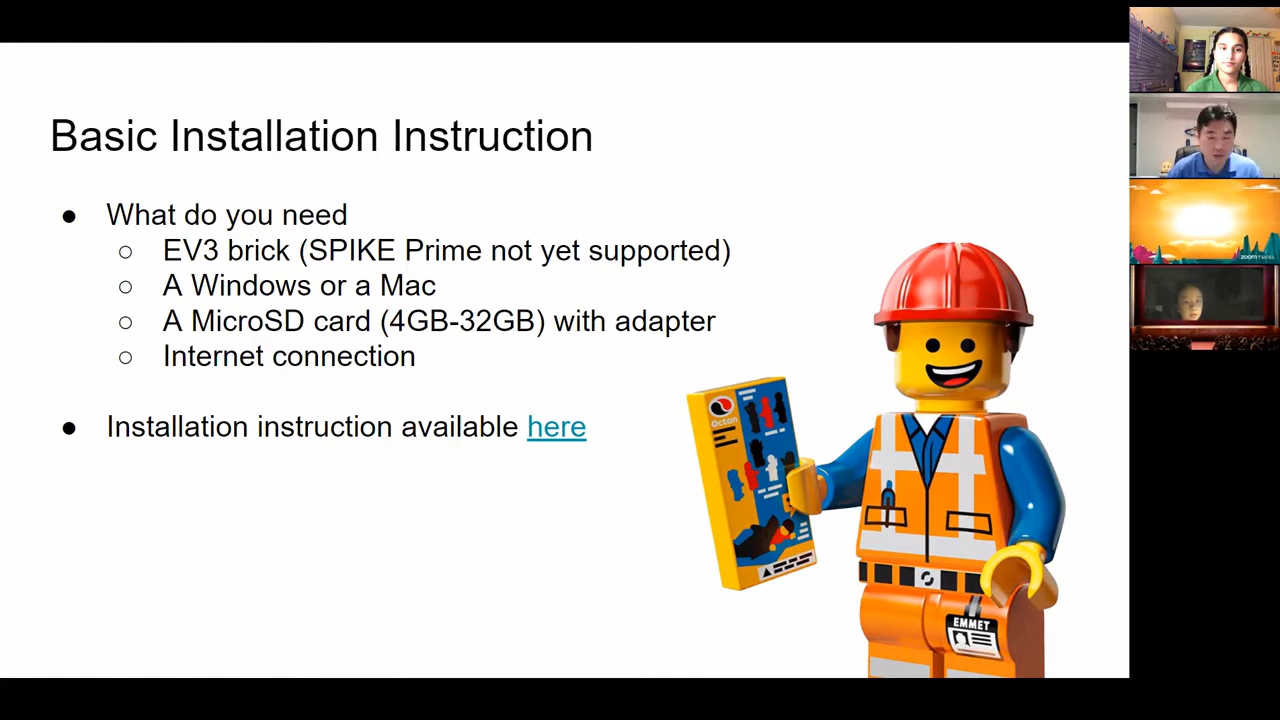 Basic Installation Instruction
● What do you need
○ EV3 brick (SPIKE Prime not yet supported)
○ A Windows or a Mac
○ A MicroSD card (4GB-32GB) with adapter
○ Internet connection
● Installation instruction available here
Octan
EMMET